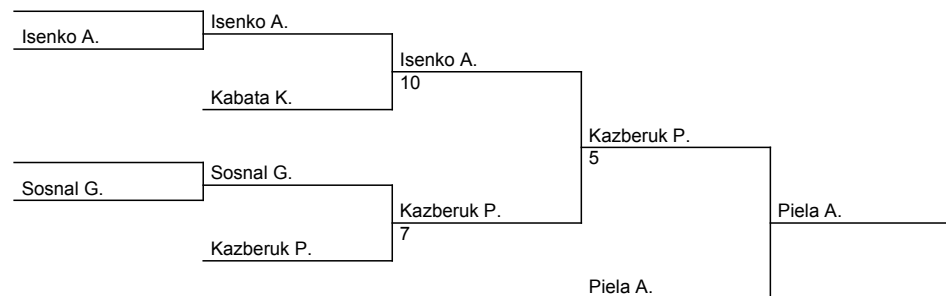 Isenko A.
Isenko A.
Isenko A.
10
Kabata K.
Kazberuk P.
5
Sosnal G.
Sosnal G.
Kazberuk P.
7
Piela A.
Kazberuk P.
Piela A.